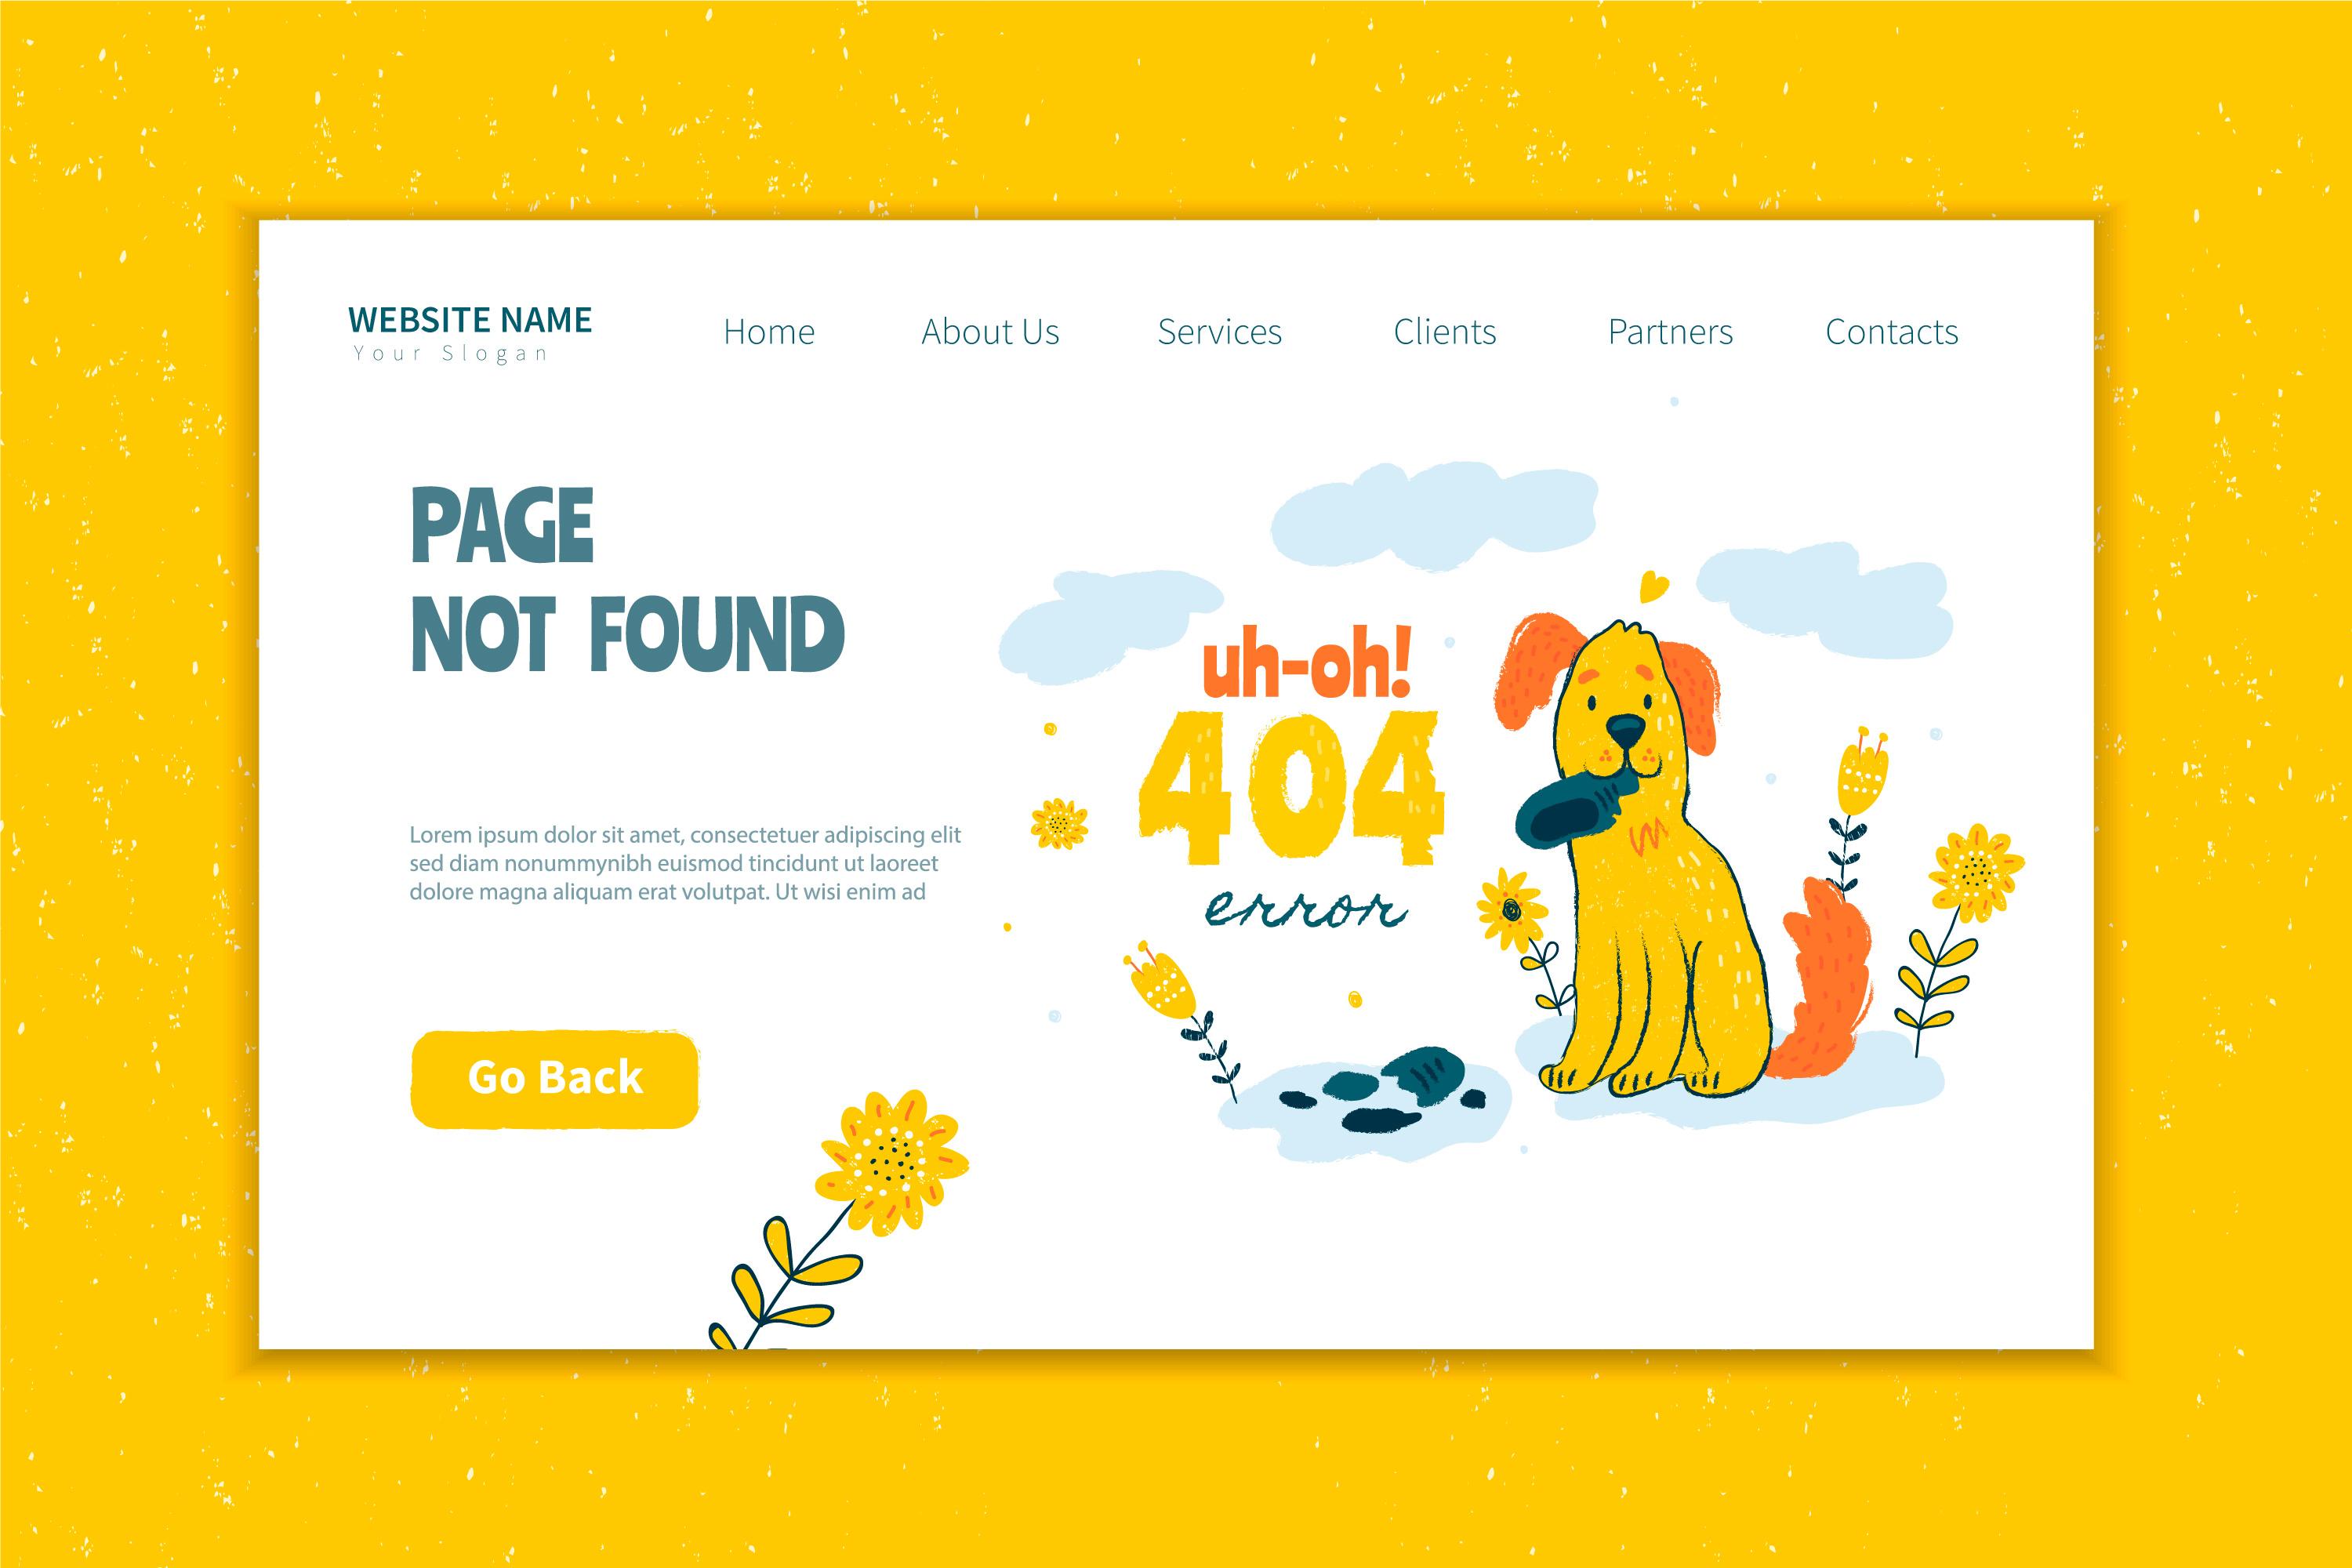 WEBSITE NAME
Your Slogan
Home
About Us
Services
Clients
Partners
Contacts
PAGE
NOT FOUND
Lorem ipsum dolor sit amet, consectetuer adipiscing elit
sed diam nonummynibh euismod tincidunt ut laoreet
dolore magna aliquam erat volutpat. Ut wisi enim ad
Go Back
uh-oh!
404
error